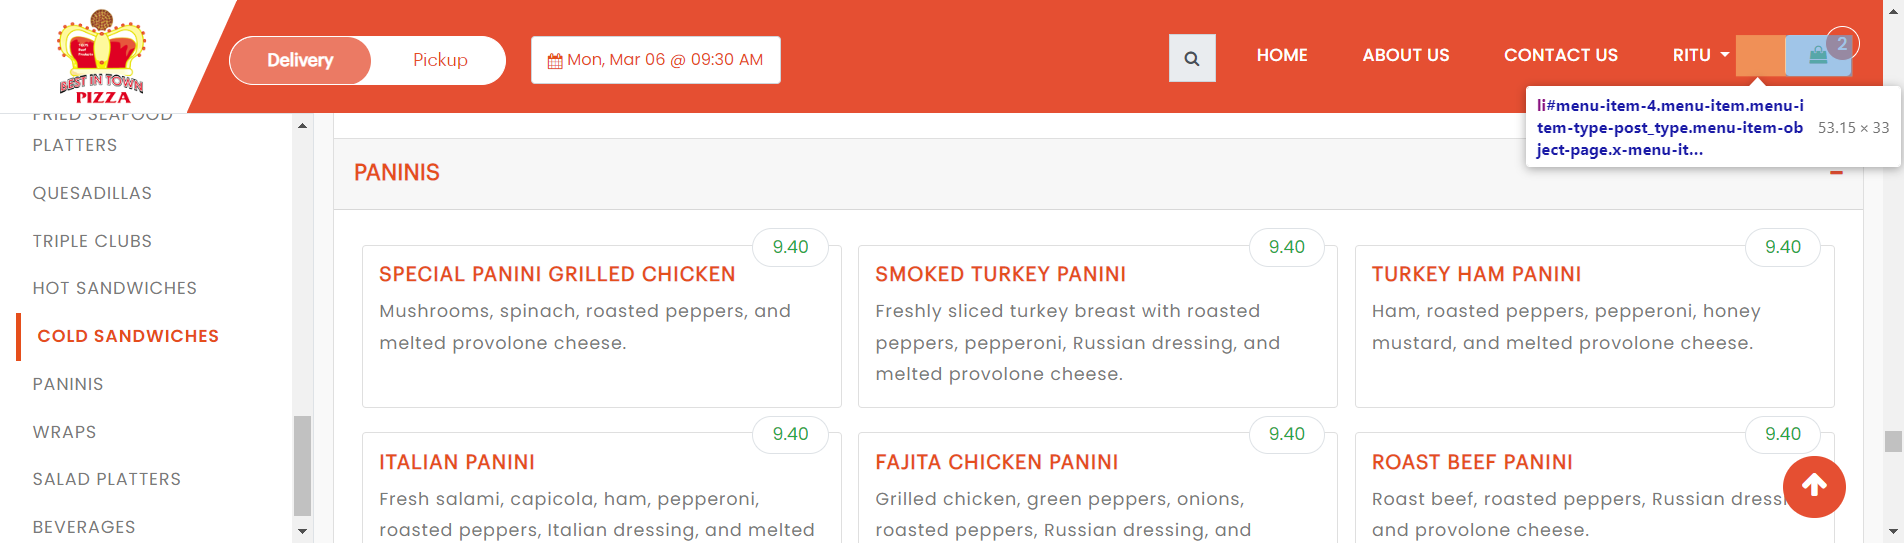 BEST IN TOWN
PIZZA
Delivery
Pickup
Mon, Mar 06 @ 09:30 AM
HOME
ABOUT US
CONTACT US
RITU
2
li#menu-item-4.menu-item.menu-i
tem-type-post_type.menu-item-ob
ject-page.x-menu-it...
53.15 × 33
FRIED SEAFOOD
PLATTERS
QUESADILLAS
TRIPLE CLUBS
HOT SANDWICHES
COLD SANDWICHES
PANINIS
WRAPS
SALAD PLATTERS
BEVERAGES
PANINIS
9.40
SPECIAL PANINI GRILLED CHICKEN
Mushrooms, spinach, roasted peppers, and
melted provolone cheese.
9.40
SMOKED TURKEY PANINI
Freshly sliced turkey breast with roasted
peppers, pepperoni, Russian dressing, and
melted provolone cheese.
9.40
TURKEY HAM PANINI
Ham, roasted peppers, pepperoni, honey
mustard, and melted provolone cheese.
9.40
ITALIAN PANINI
Fresh salami, capicola, ham, pepperoni,
roasted peppers, Italian dressing, and melted
9.40
FAJITA CHICKEN PANINI
Grilled chicken, green peppers, onions,
roasted peppers, Russian dressing, and
9.40
ROAST BEEF PANINI
Roast beef, roasted peppers, Russian dressi
and provolone cheese.